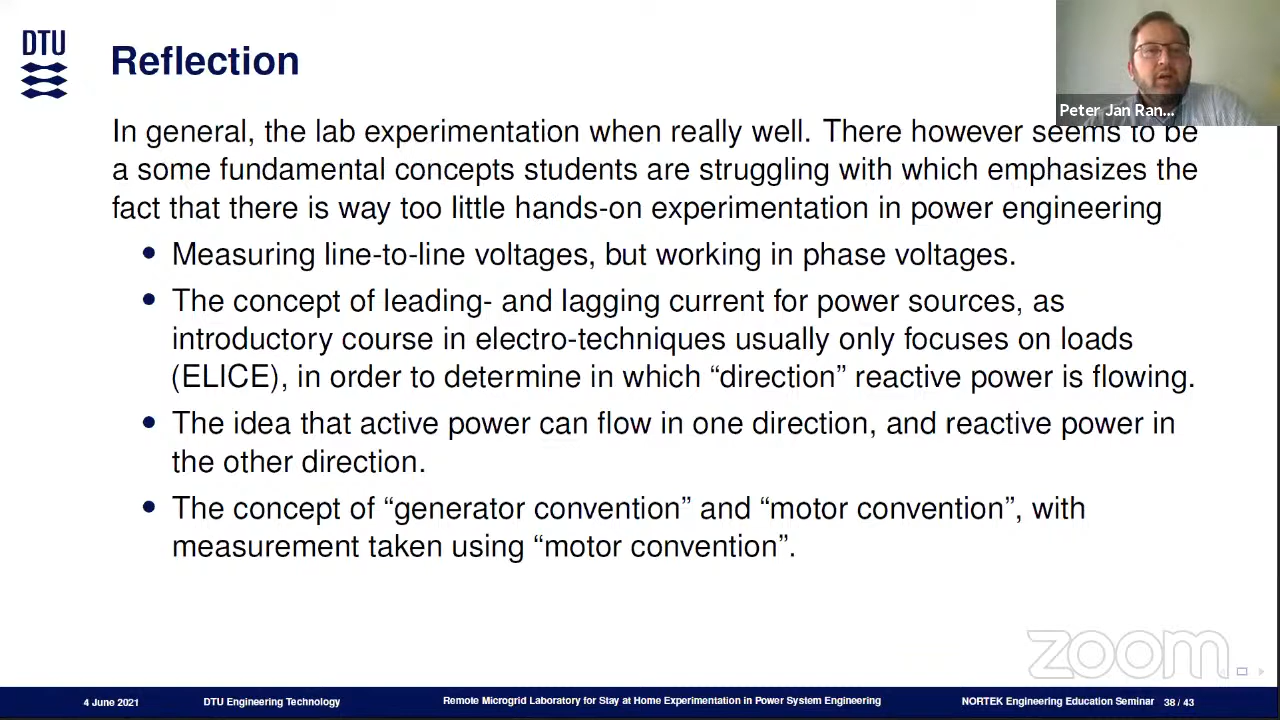 DTU
Reflection
Peter Jan Ran...
In general, the lab experimentation when really well. There however seems to be
a some fundamental concepts students are struggling with which emphasizes the
fact that there is way too little hands-on experimentation in power engineering
• Measuring line-to-line voltages, but working in phase voltages.
• The concept of leading- and lagging current for power sources, as
introductory course in electro-techniques usually only focuses on loads
(ELICE), in order to determine in which “direction” reactive power is flowing.
• The idea that active power can flow in one direction, and reactive power in
the other direction.
• The concept of “generator convention” and “motor convention”, with
measurement taken using “motor convention”.
zoom
4 June 2021 DTU Engineering Technology Remote Microgrid Laboratory for Stay at Home Experimentation in Power System Engineering NORTEK Engineering Education Seminar 38 / 43